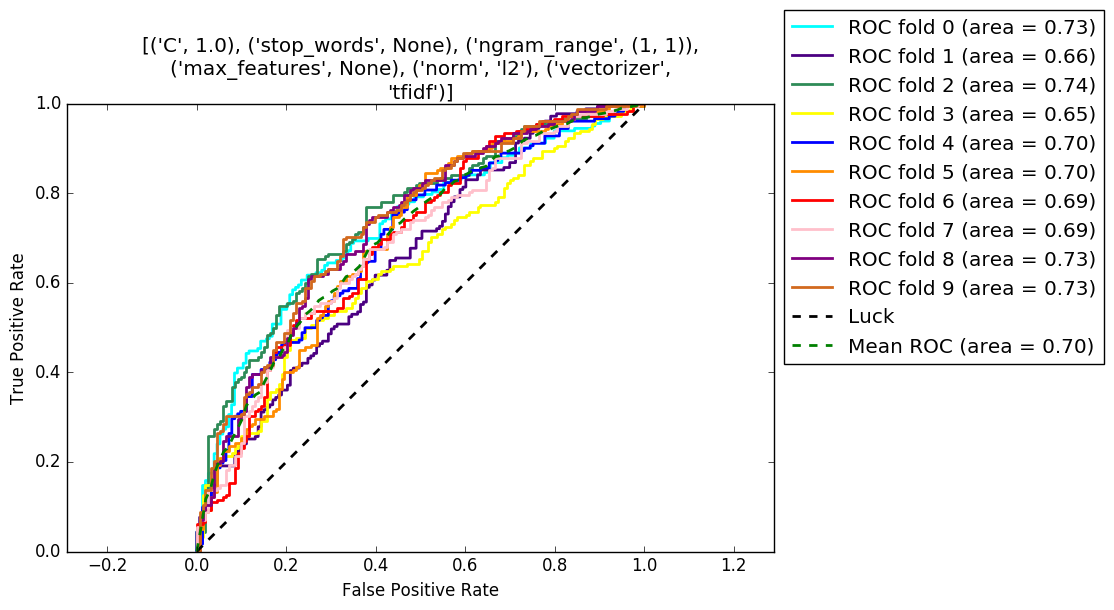 [('C', 1.0), ('stop_words', None), ('ngram_range', (1, 1)),
('max_features', None), ('norm', 'l2'), ('vectorizer',
'tfidf')]
1.0
0.8
0.6
0.4
0.2
0.0
True Positive Rate
−0.2 0.0 0.2 0.4 0.6 0.8 1.0 1.2
False Positive Rate
ROC fold 0 (area = 0.73)
ROC fold 1 (area = 0.66)
ROC fold 2 (area = 0.74)
ROC fold 3 (area = 0.65)
ROC fold 4 (area = 0.70)
ROC fold 5 (area = 0.70)
ROC fold 6 (area = 0.69)
ROC fold 7 (area = 0.69)
ROC fold 8 (area = 0.73)
ROC fold 9 (area = 0.73)
Luck
Mean ROC (area = 0.70)